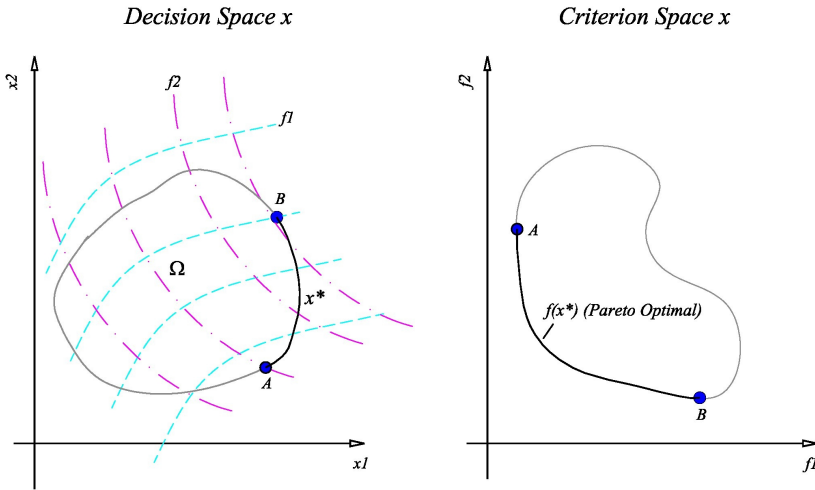 Decision Space x
x2
f2
f1
B
Ω
x*
A
x1
Criterion Space x
f2
A
f(x*) (Pareto Optimal)
B
f1